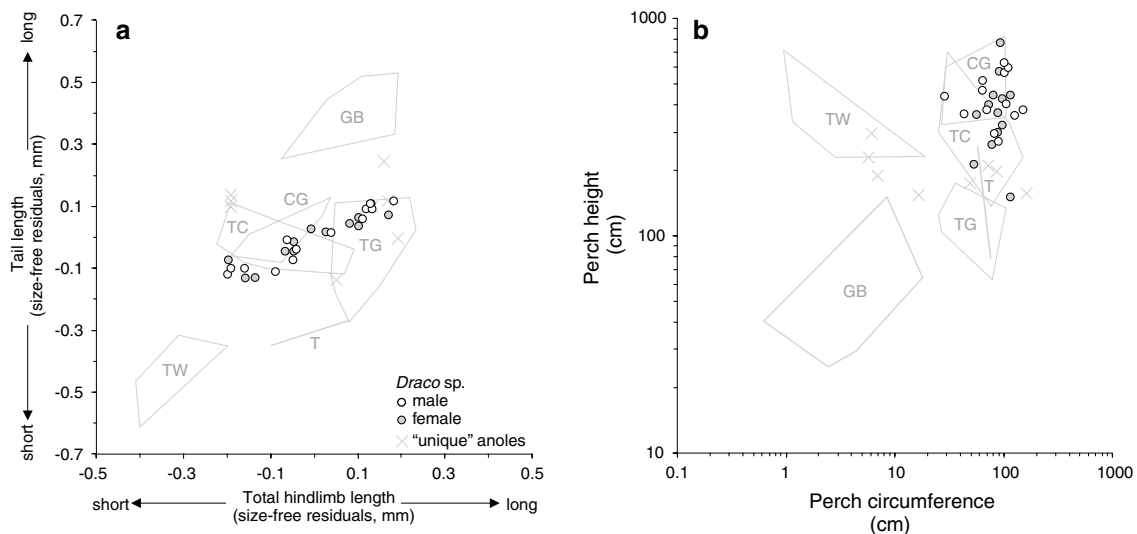 a
long
Tail length
(size-free residuals, mm)
short
0.7
0.5
0.3
0.1
-0.1
-0.3
-0.5
-0.7
GB
CG
TC
TG
T
TW
Draco sp.
male
female
"unique" anoles
-0.5
-0.3
-0.1
0.1
0.3
0.5
short
Total hindlimb length
(size-free residuals, mm)
long
b
Perch height
(cm)
1000
100
10
CG
TW
TC
T
TG
GB
0.1
1
10
100
1000
Perch circumference
(cm)